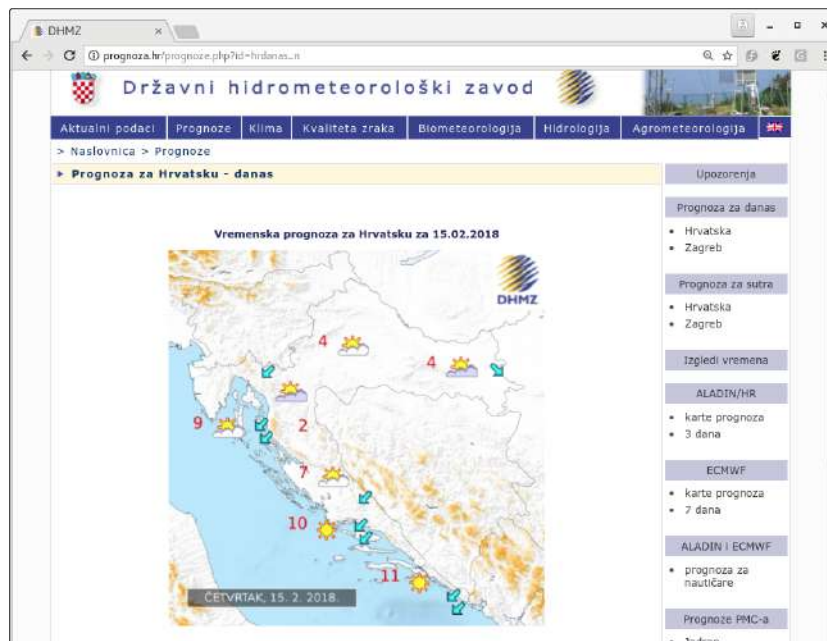 DHMZ
prognoza.hr/prognoze.php?id=hrdanas_n
Državni hidrometeorološki zavod
Aktualni podaci Prognoze Klima Kvaliteta zraka Biometeorologija Hidrologija Agrometeorologija
> Naslovnica > Prognoze
Prognoza za Hrvatsku - danas
Vremenska prognoza za Hrvatsku za 15.02.2018
DHMZ
4
4
9
2
7
10
11
ČETVRTAK, 15. 2. 2018.
Upozorenja
Prognoza za danas
• Hrvatska
• Zagreb
Prognoza za sutra
• Hrvatska
• Zagreb
Izgledi vremena
ALADIN/HR
• karte prognoza
• 3 dana
ECMWF
• karte prognoza
• 7 dana
ALADIN i ECMWF
• prognoza za
nautičare
Prognoze PMC-a